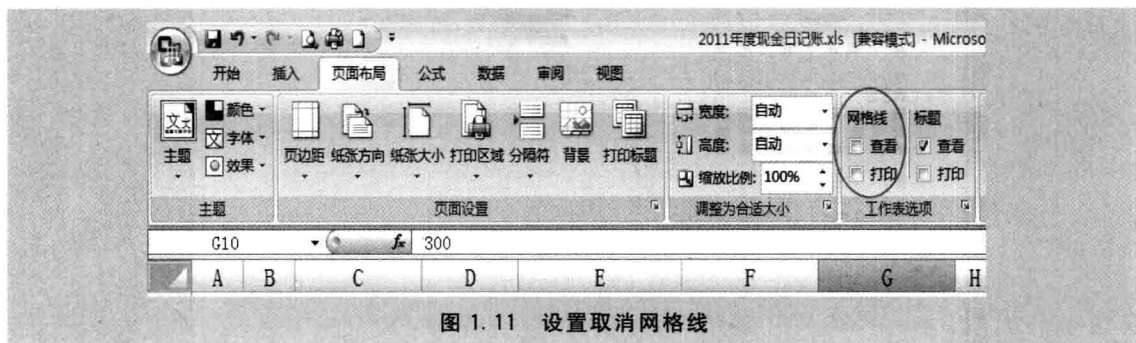 2011年度现金日记账.xls [兼容模式] - Microso
开始 插入 页面布局 公式 数据 审阅 视图
颜色 宽度: 自动 网格线 标题
文 字体 页边距 纸张方向 纸张大小 打印区域 分隔符 背景 打印标题 高度: 自动 查看 查看
主题 效果 缩放比例: 100% 打印 打印
主题 页面设置 调整为合适大小 工作表选项
G10 fx 300
A B C D E F G H
图 1.11 设置取消网格线